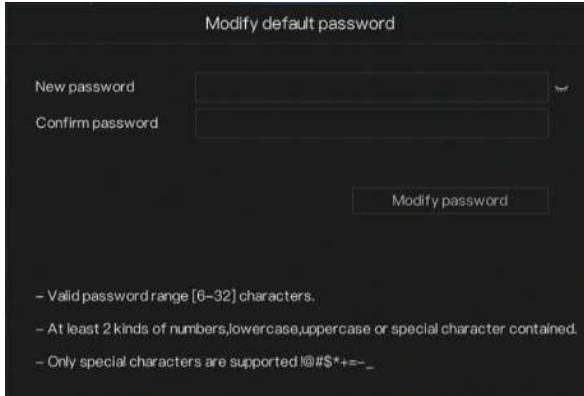 Modify default password
New password
Confirm password
Modify password
– Valid password range [6–32] characters.
– At least 2 kinds of numbers,lowercase,uppercase or special character contained.
– Only special characters are supported !@#$*+=-_